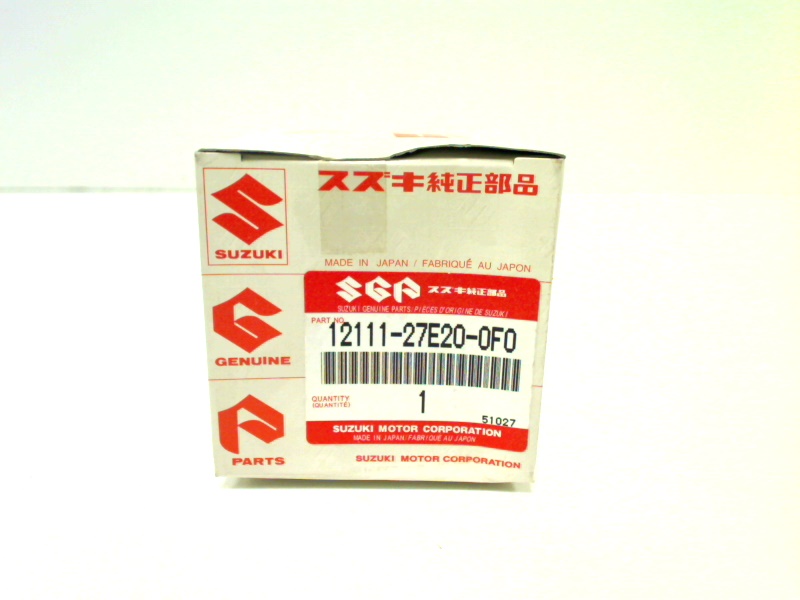 スズキ純正部品
SUZUKI
MADE IN JAPAN / FABRIQUÉ AU JAPON
SGP スズキ純正部品
SUZUKI GENUINE PARTS / PIÈCES D'ORIGINE DE SUZUKI
PART NO.
12111-27E20-0F0
GENUINE
QUANTITY
(QUANTITÉ)
1
51027
SUZUKI MOTOR CORPORATION
MADE IN JAPAN / FABRIQUÉ AU JAPON
PARTS
SUZUKI MOTOR CORPORATION